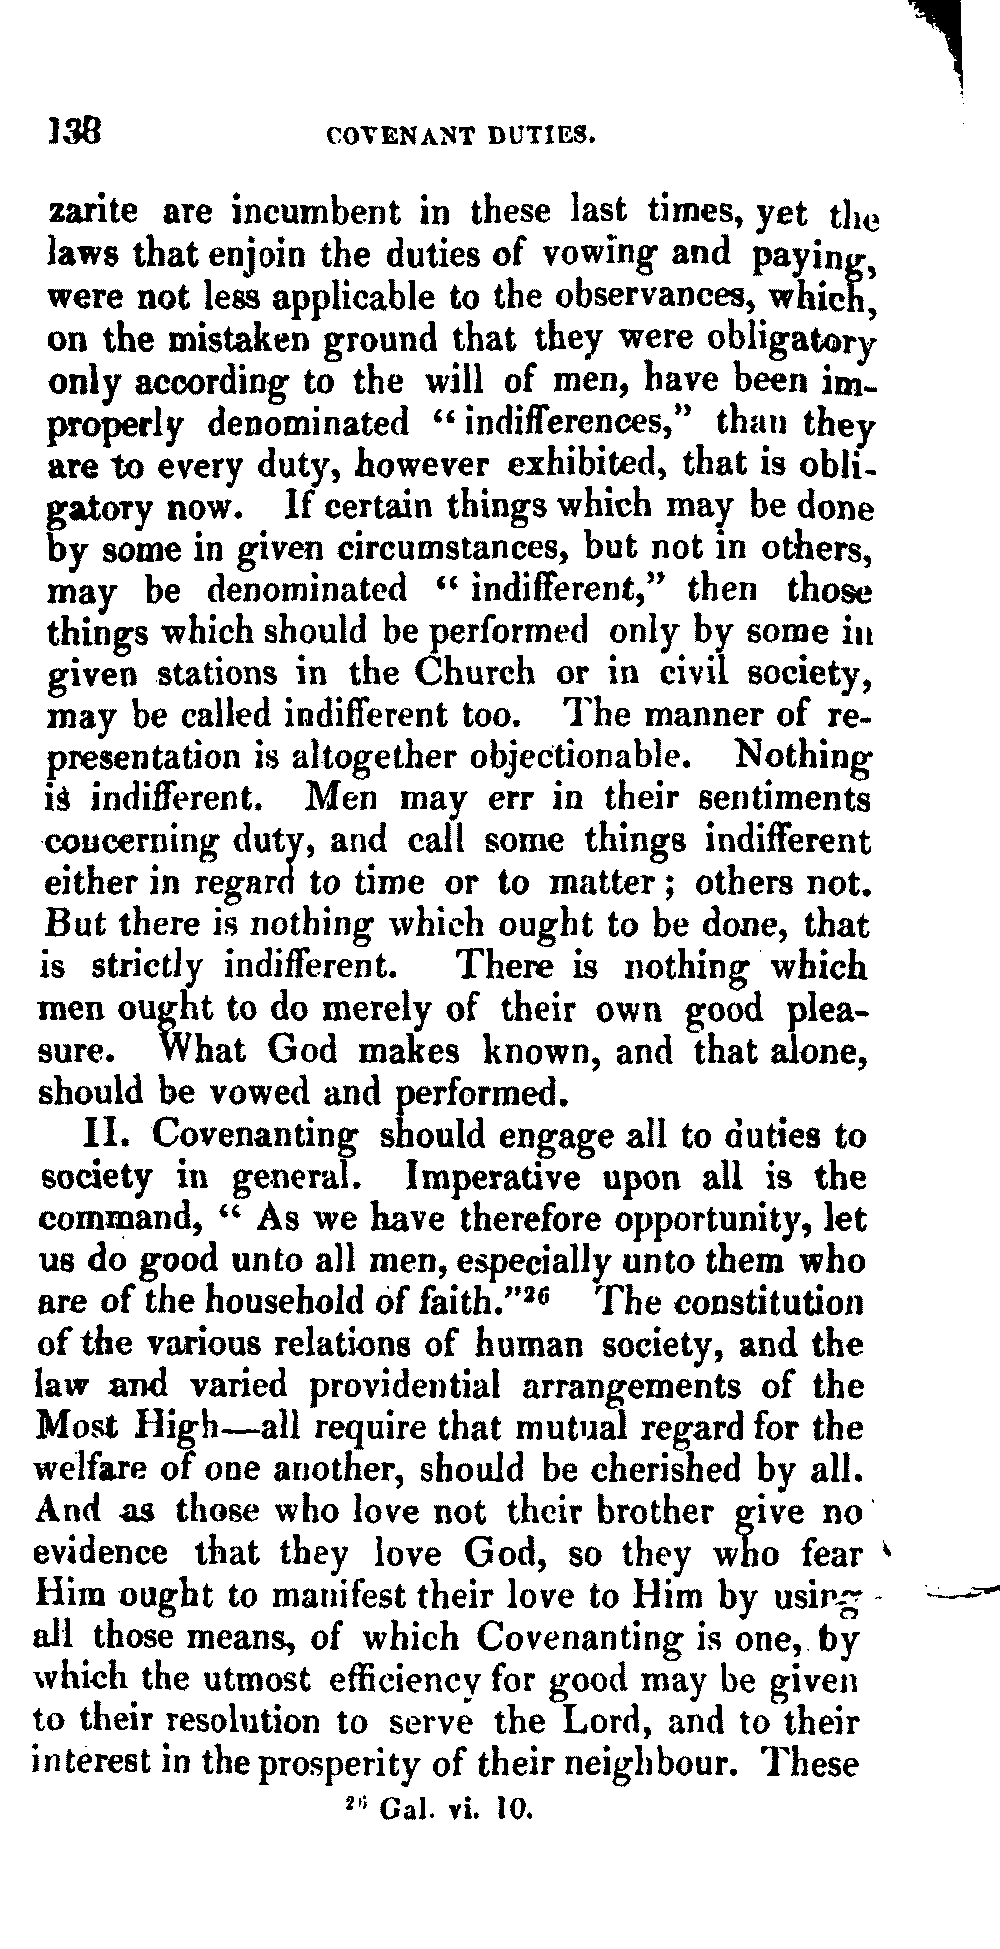 138 COVENANT DUTIES.
zarite are incumbent in these last times, yet the
laws that enjoin the duties of vowing and paying,
were not less applicable to the observances, which,
on the mistaken ground that they were obligatory
only according to the will of men, have been im-
properly denominated “indifferences,” than they
are to every duty, however exhibited, that is obli-
gatory now. If certain things which may be done
by some in given circumstances, but not in others,
may be denominated “indifferent,” then those
things which should be performed only by some in
given stations in the Church or in civil society,
may be called indifferent too. The manner of re-
presentation is altogether objectionable. Nothing
is indifferent. Men may err in their sentiments
concerning duty, and call some things indifferent
either in regard to time or to matter; others not.
But there is nothing which ought to be done, that
is strictly indifferent. There is nothing which
men ought to do merely of their own good plea-
sure. What God makes known, and that alone,
should be vowed and performed.
II. Covenanting should engage all to duties to
society in general. Imperative upon all is the
command, “As we have therefore opportunity, let
us do good unto all men, especially unto them who
are of the household of faith.”²⁶ The constitution
of the various relations of human society, and the
law and varied providential arrangements of the
Most High—all require that mutual regard for the
welfare of one another, should be cherished by all.
And as those who love not their brother give no
evidence that they love God, so they who fear
Him ought to manifest their love to Him by using
all those means, of which Covenanting is one, by
which the utmost efficiency for good may be given
to their resolution to serve the Lord, and to their
interest in the prosperity of their neighbour. These
²⁶ Gal. vi. 10.